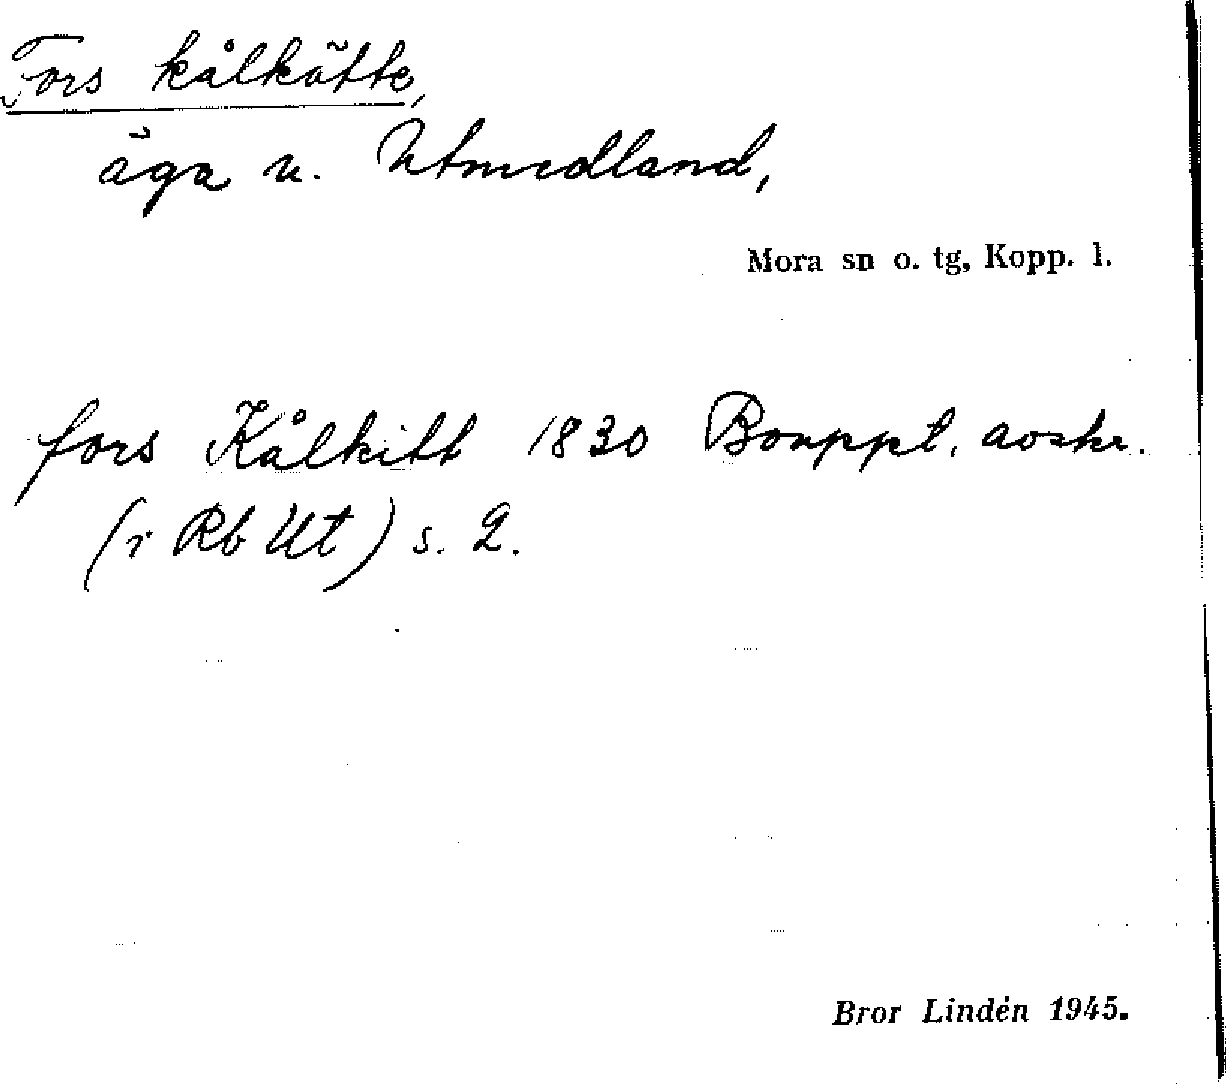 Fors kålkätte,
äga u. Utmedland,
Mora sn o. tg, Kopp. l.
fors Kålkitt 1830 Bouppt. avskr.
(i Rb Ut) s. 2.
Bror Lindén 1945.